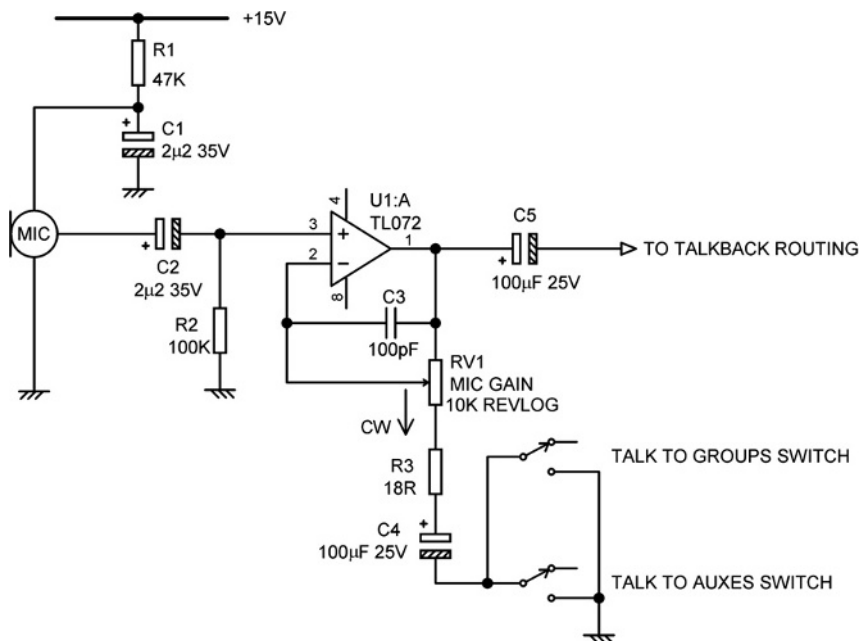 +15V
R1
47K
+
C1
2µ2 35V
MIC
+
C2
2µ2 35V
R2
100K
3
2
4
8
+
−
1
U1:A
TL072
C3
100pF
C5
+
100µF 25V
TO TALKBACK ROUTING
RV1
MIC GAIN
10K REVLOG
CW
R3
18R
+
C4
100µF 25V
TALK TO GROUPS SWITCH
TALK TO AUXES SWITCH